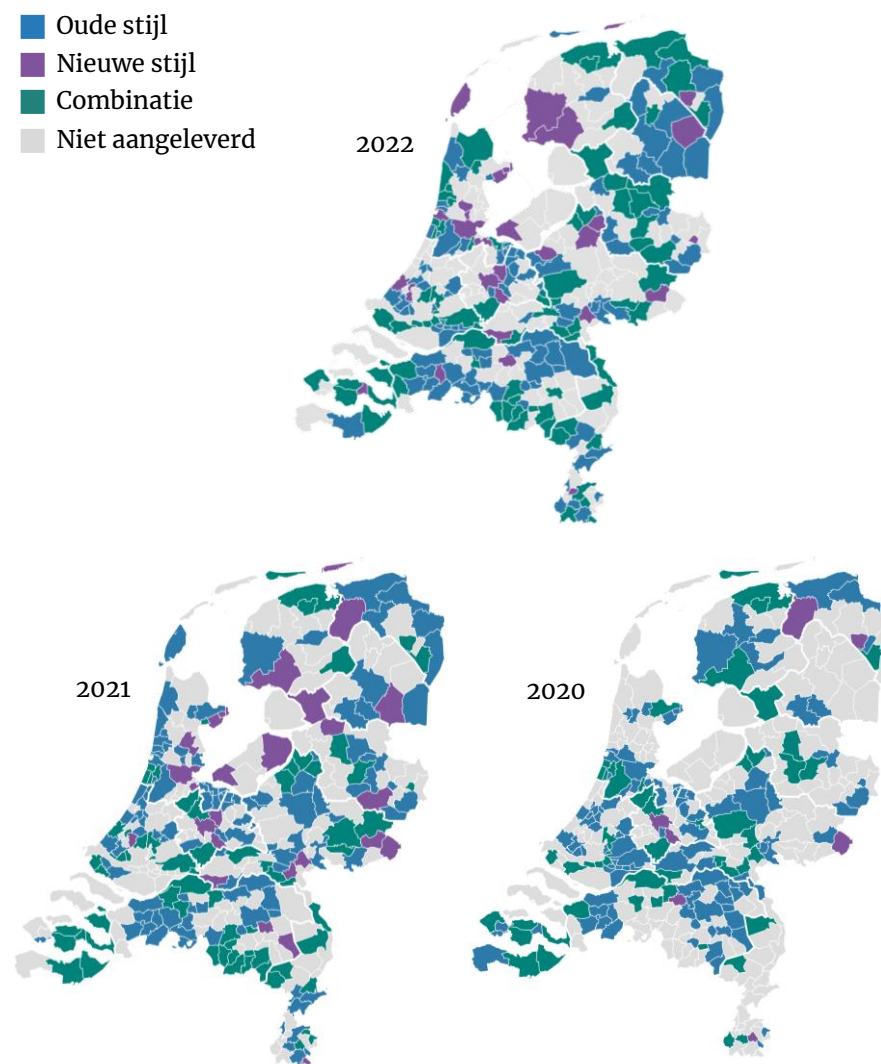 Oude stijl
Nieuwe stijl
Combinatie
Niet aangeleverd
2022
2021
2020